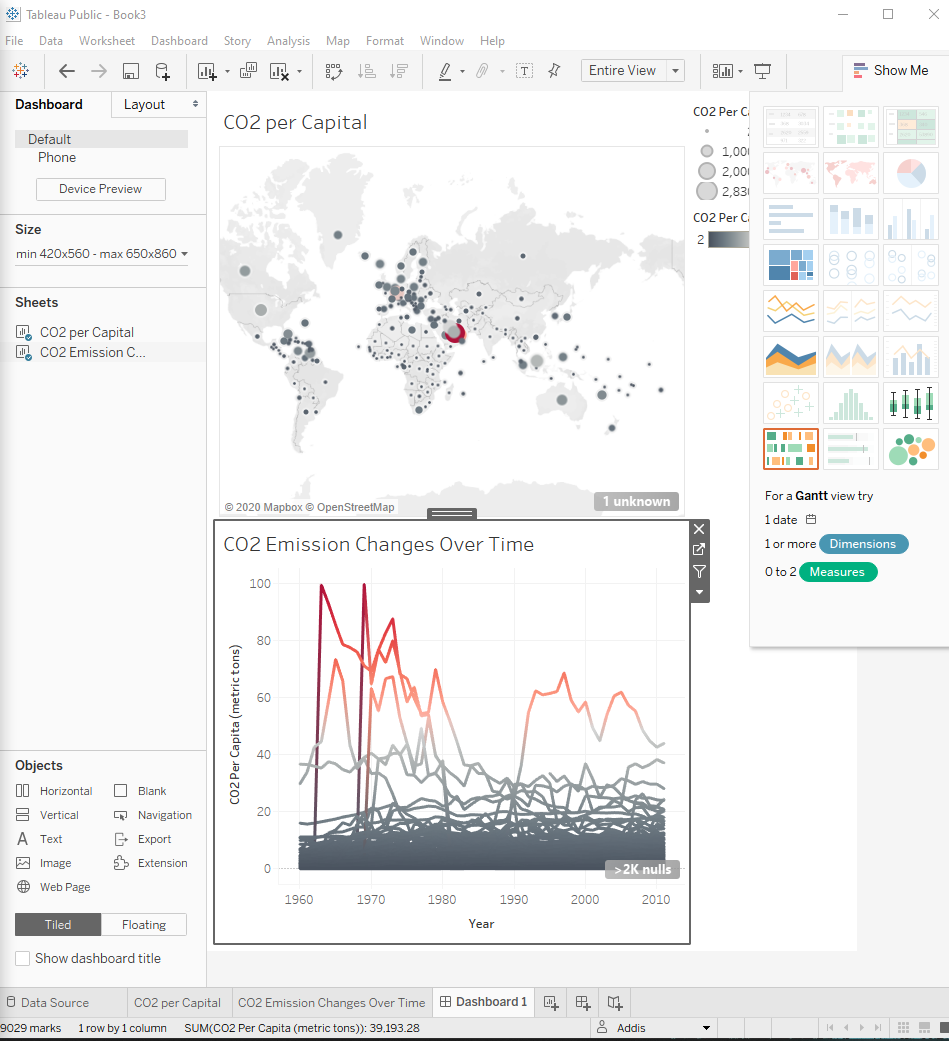 Tableau Public - Book3
File Data Worksheet Dashboard Story Analysis Map Format Window Help
Entire View
Show Me
Dashboard Layout
Default
Phone
Device Preview
Size
min 420x560 - max 650x860
Sheets
CO2 per Capital
CO2 Emission C...
Objects
Horizontal Blank
Vertical Navigation
A Text Export
Image Extension
Web Page
Tiled Floating
Show dashboard title
CO2 per Capital
© 2020 Mapbox © OpenStreetMap
1 unknown
CO2 Per Ca
2
1,000
2,000
2,830
CO2 Per Ca
2
CO2 Emission Changes Over Time
CO2 Per Capita (metric tons)
100
80
60
40
20
0
>2K nulls
1960 1970 1980 1990 2000 2010
Year
For a Gantt view try
1 date
1 or more Dimensions
0 to 2 Measures
Data Source CO2 per Capital CO2 Emission Changes Over Time Dashboard 1
9029 marks 1 row by 1 column SUM(CO2 Per Capita (metric tons)): 39,193.28 Addis